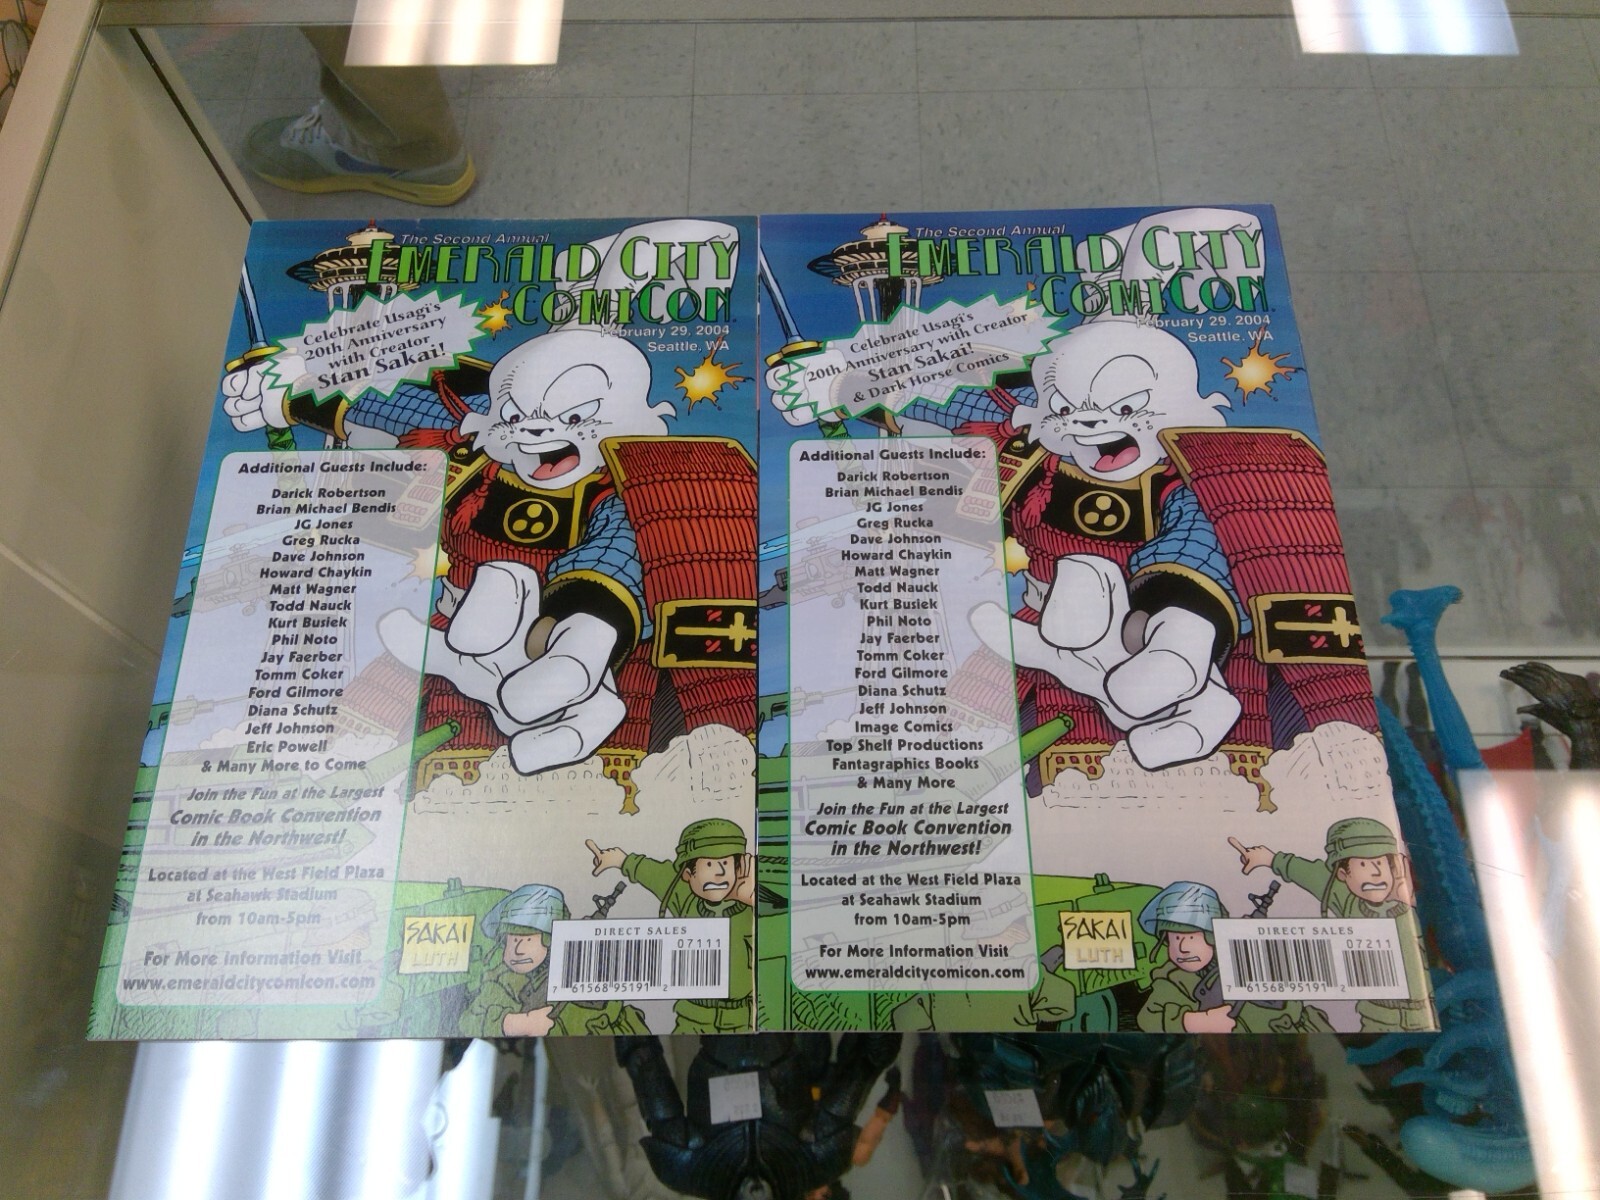 The Second Annual
EMERALD CITY
COMICON
February 29, 2004
Seattle, WA
Celebrate Usagi's
20th Anniversary
with Creator
Stan Sakai!
Additional Guests Include:
Darick Robertson
Brian Michael Bendis
JG Jones
Greg Rucka
Dave Johnson
Howard Chaykin
Matt Wagner
Todd Nauck
Kurt Busiek
Phil Noto
Jay Faerber
Tomm Coker
Ford Gilmore
Diana Schutz
Jeff Johnson
Eric Powell
& Many More to Come
Join the Fun at the Largest
Comic Book Convention
in the Northwest!
Located at the West Field Plaza
at Seahawk Stadium
from 10am-5pm
For More Information Visit
www.emeraldcitycomicon.com
SAKAI
LUTH
DIRECT SALES
07111
7 61568 95191 2
The Second Annual
EMERALD CITY
COMICON
February 29, 2004
Seattle, WA
Celebrate Usagi's
20th Anniversary with Creator
Stan Sakai!
& Dark Horse Comics
Additional Guests Include:
Darick Robertson
Brian Michael Bendis
JG Jones
Greg Rucka
Dave Johnson
Howard Chaykin
Matt Wagner
Todd Nauck
Kurt Busiek
Phil Noto
Jay Faerber
Tomm Coker
Ford Gilmore
Diana Schutz
Jeff Johnson
Image Comics
Top Shelf Productions
Fantagraphics Books
& Many More
Join the Fun at the Largest
Comic Book Convention
in the Northwest!
Located at the West Field Plaza
at Seahawk Stadium
from 10am-5pm
For More Information Visit
www.emeraldcitycomicon.com
SAKAI
LUTH
DIRECT SALES
07211
7 61568 95191 2